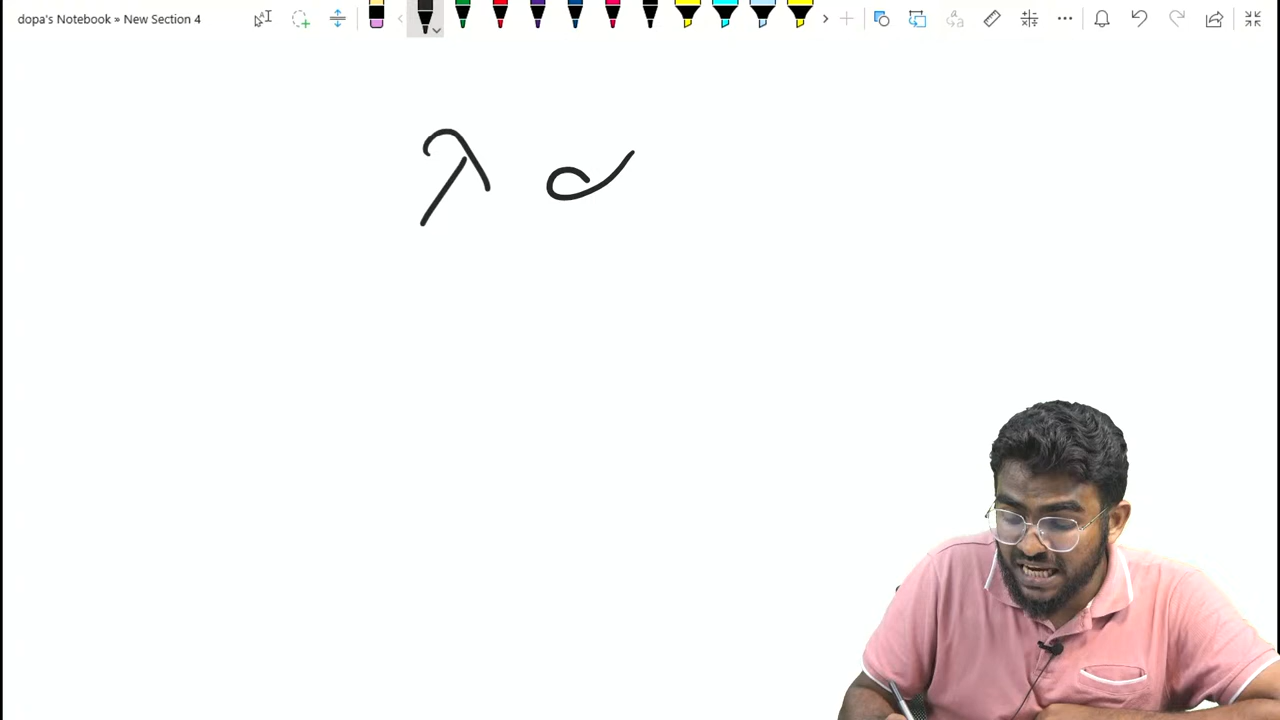 dopa's Notebook » New Section 4
λ α